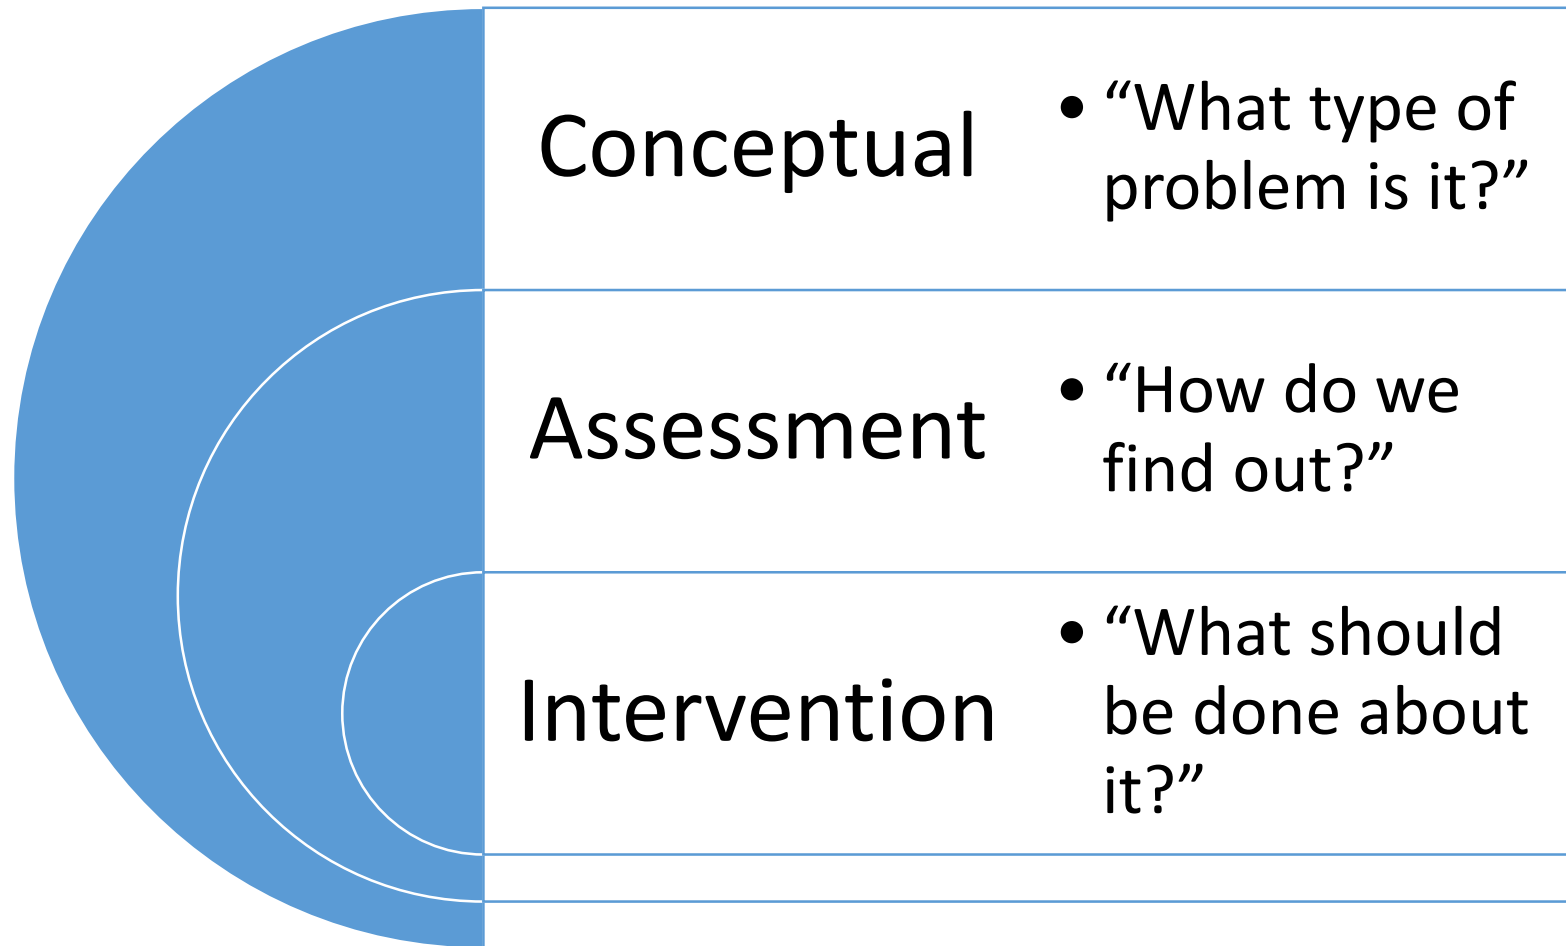 Conceptual
• “What type of
problem is it?”
Assessment
• “How do we
find out?”
Intervention
• “What should
be done about
it?”